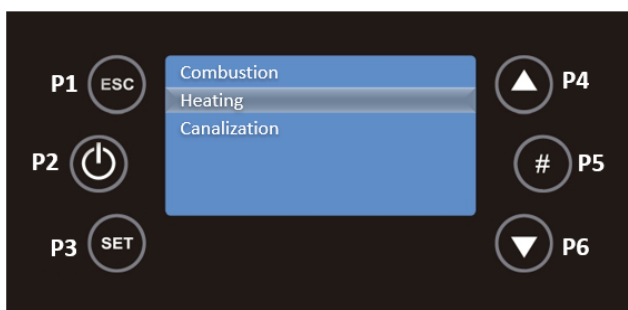 P1 ESC
Combustion
Heating
Canalization
P4
P2
# P5
P3 SET
P6